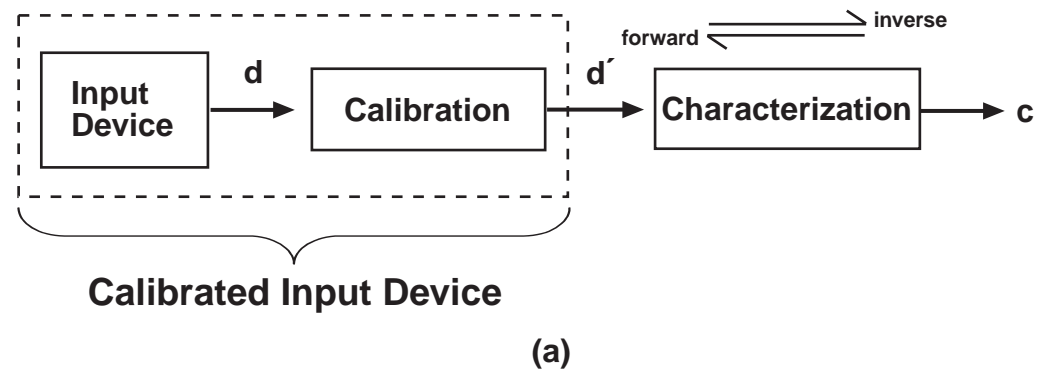 inverse
forward
d
d´
Input
Device
Calibration
Characterization
c
Calibrated Input Device
(a)